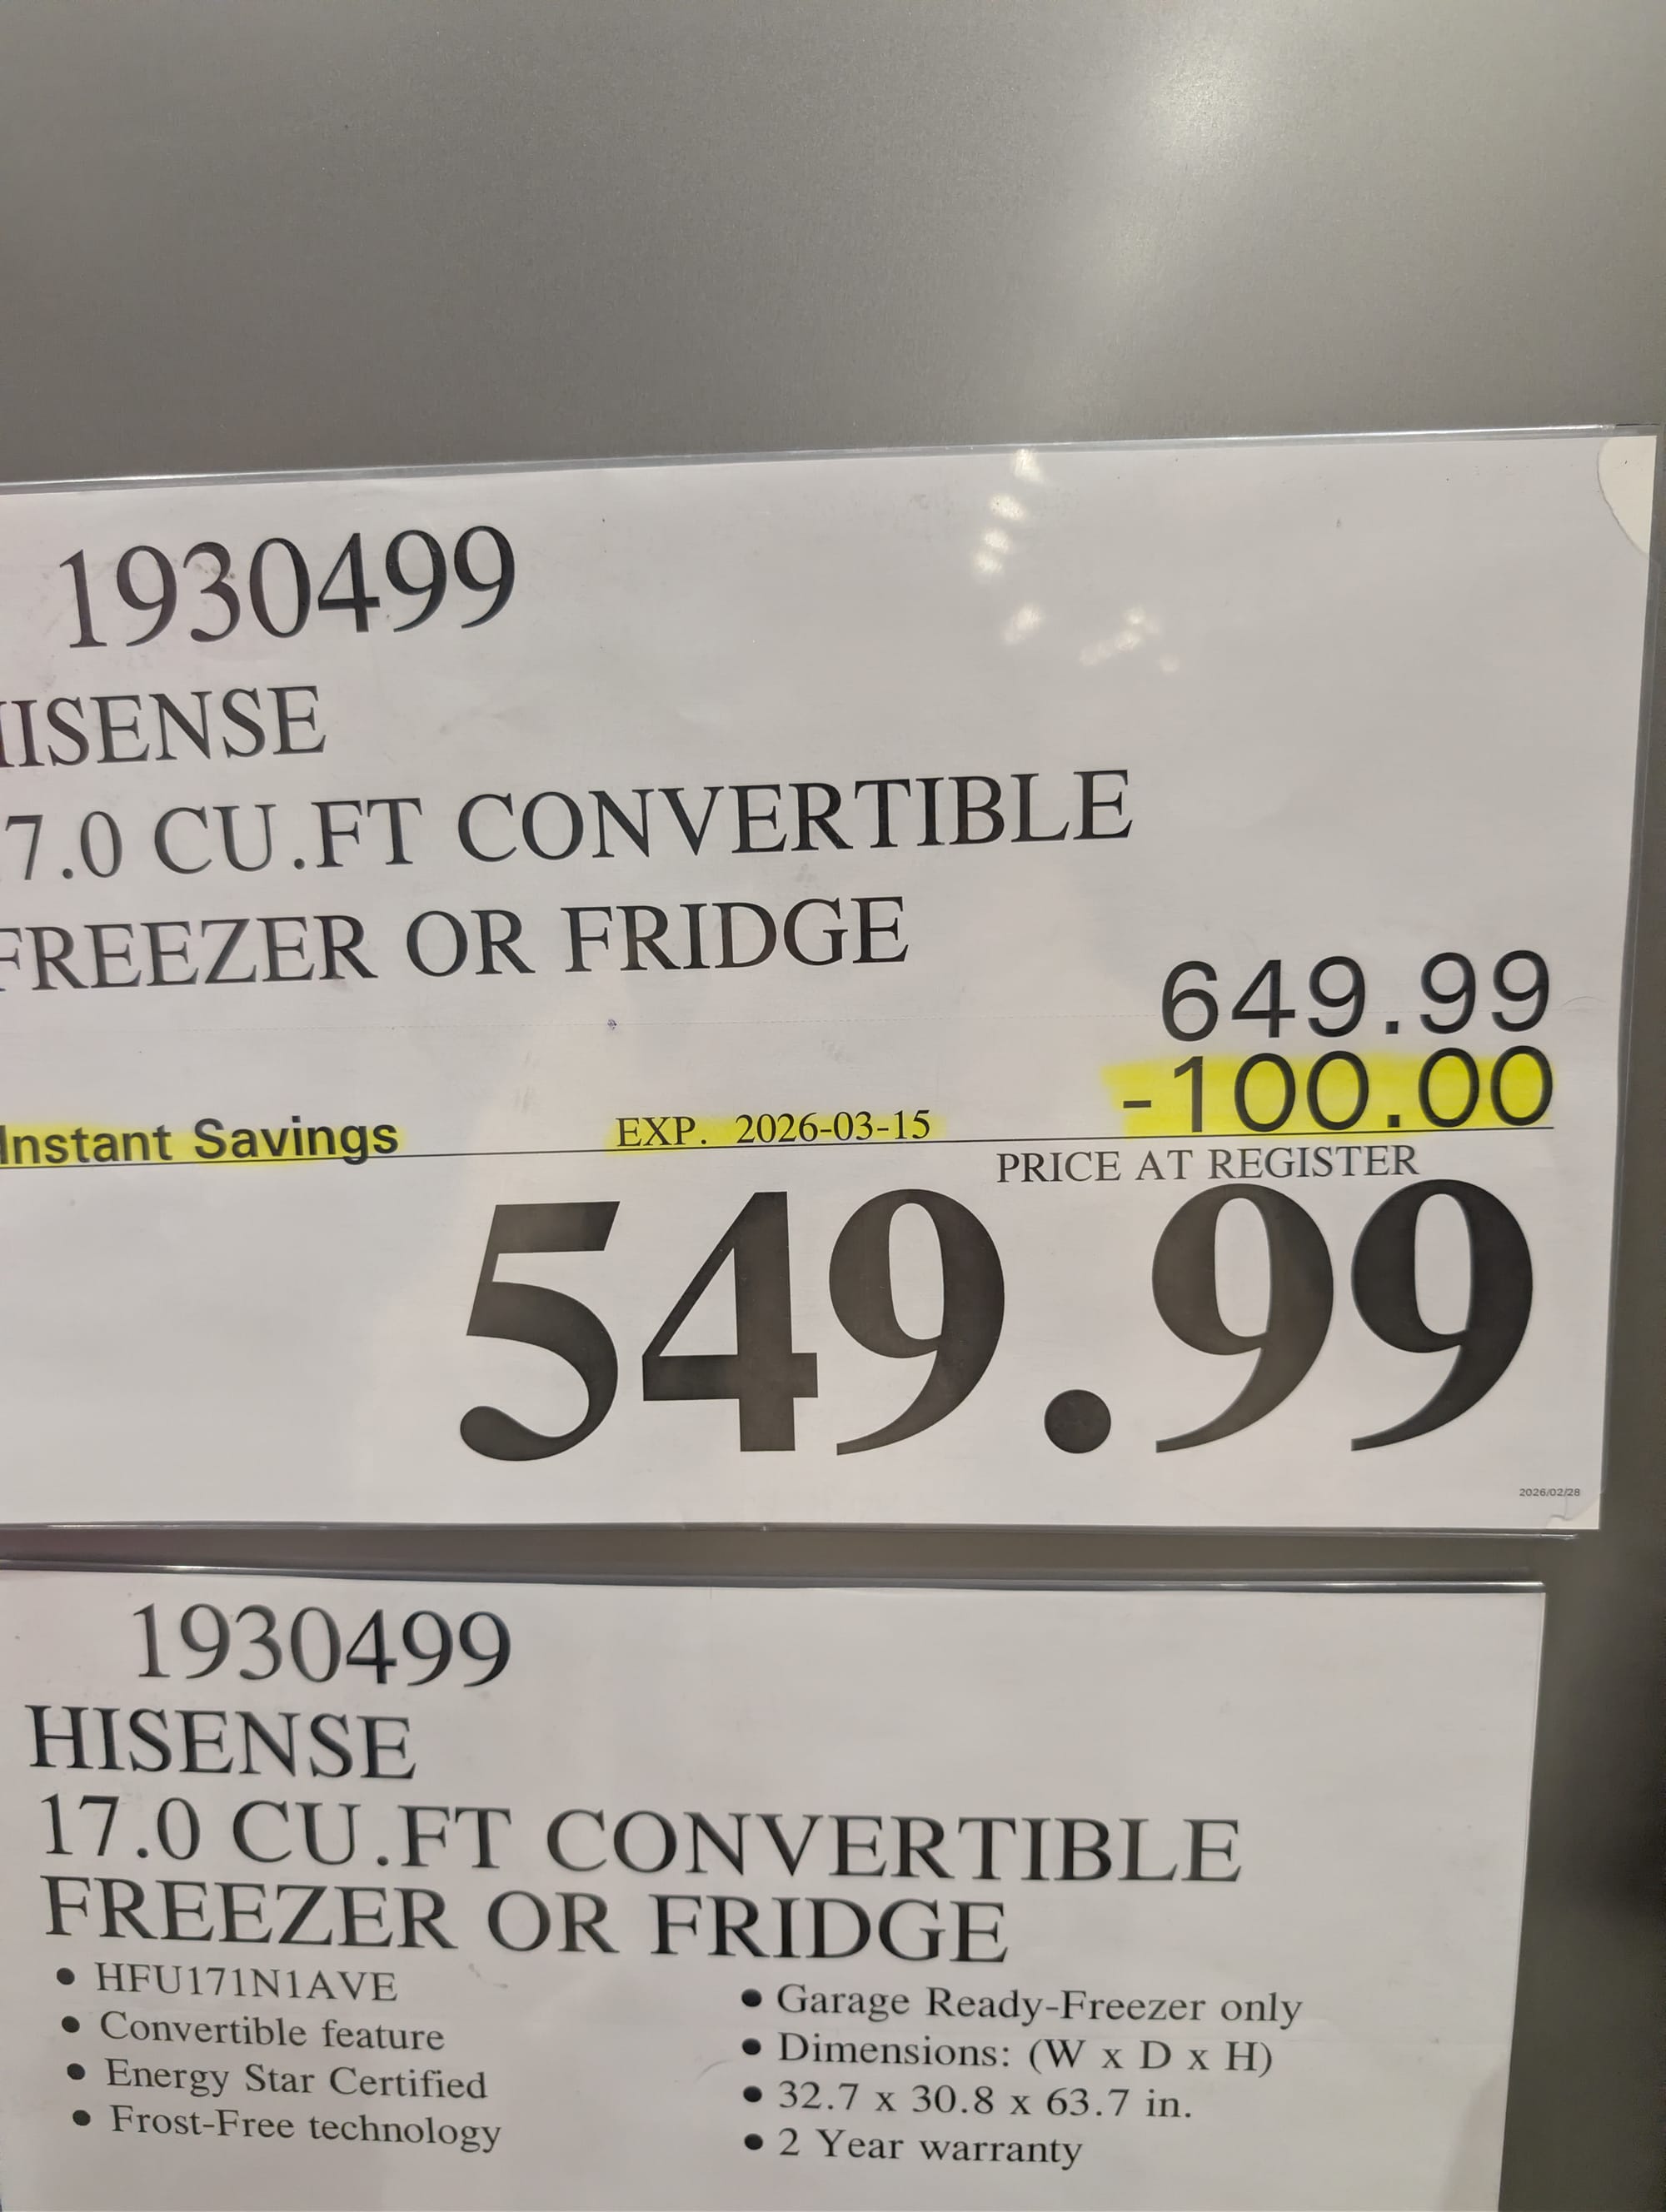 1930499
HISENSE
7.0 CU.FT CONVERTIBLE
FREEZER OR FRIDGE
649.99
-100.00
Instant Savings EXP. 2026-03-15
PRICE AT REGISTER
549.99
2026/02/28
1930499
HISENSE
17.0 CU.FT CONVERTIBLE
FREEZER OR FRIDGE
• HFU171N1AVE
• Convertible feature
• Energy Star Certified
• Frost-Free technology
• Garage Ready-Freezer only
• Dimensions: (W x D x H)
• 32.7 x 30.8 x 63.7 in.
• 2 Year warranty